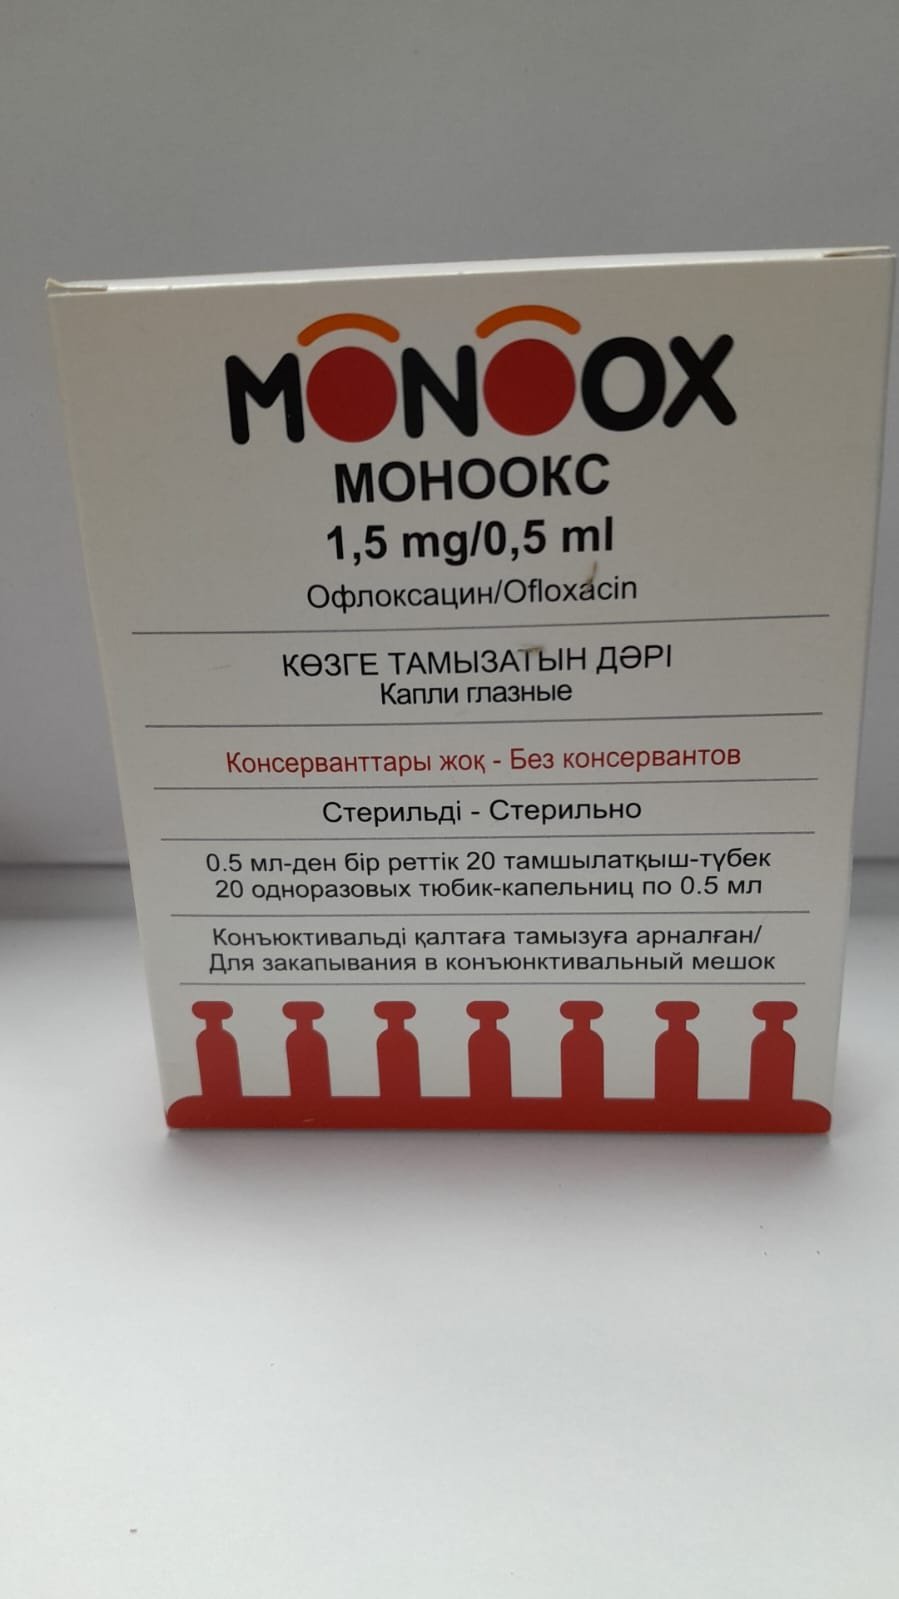 MONOOX
МОНООКС
1,5 mg/0,5 ml
Офлоксацин/Ofloxacin
КӨЗГЕ ТАМЫЗАТЫН ДӘРІ
Капли глазные
Консерванттары жоқ - Без консервантов
Стерильді - Стерильно
0.5 мл-ден бір реттік 20 тамшылатқыш-түбек
20 одноразовых тюбик-капельниц по 0.5 мл
Конъюктивальді қалтаға тамызуға арналған/
Для закапывания в конъюнктивальный мешок